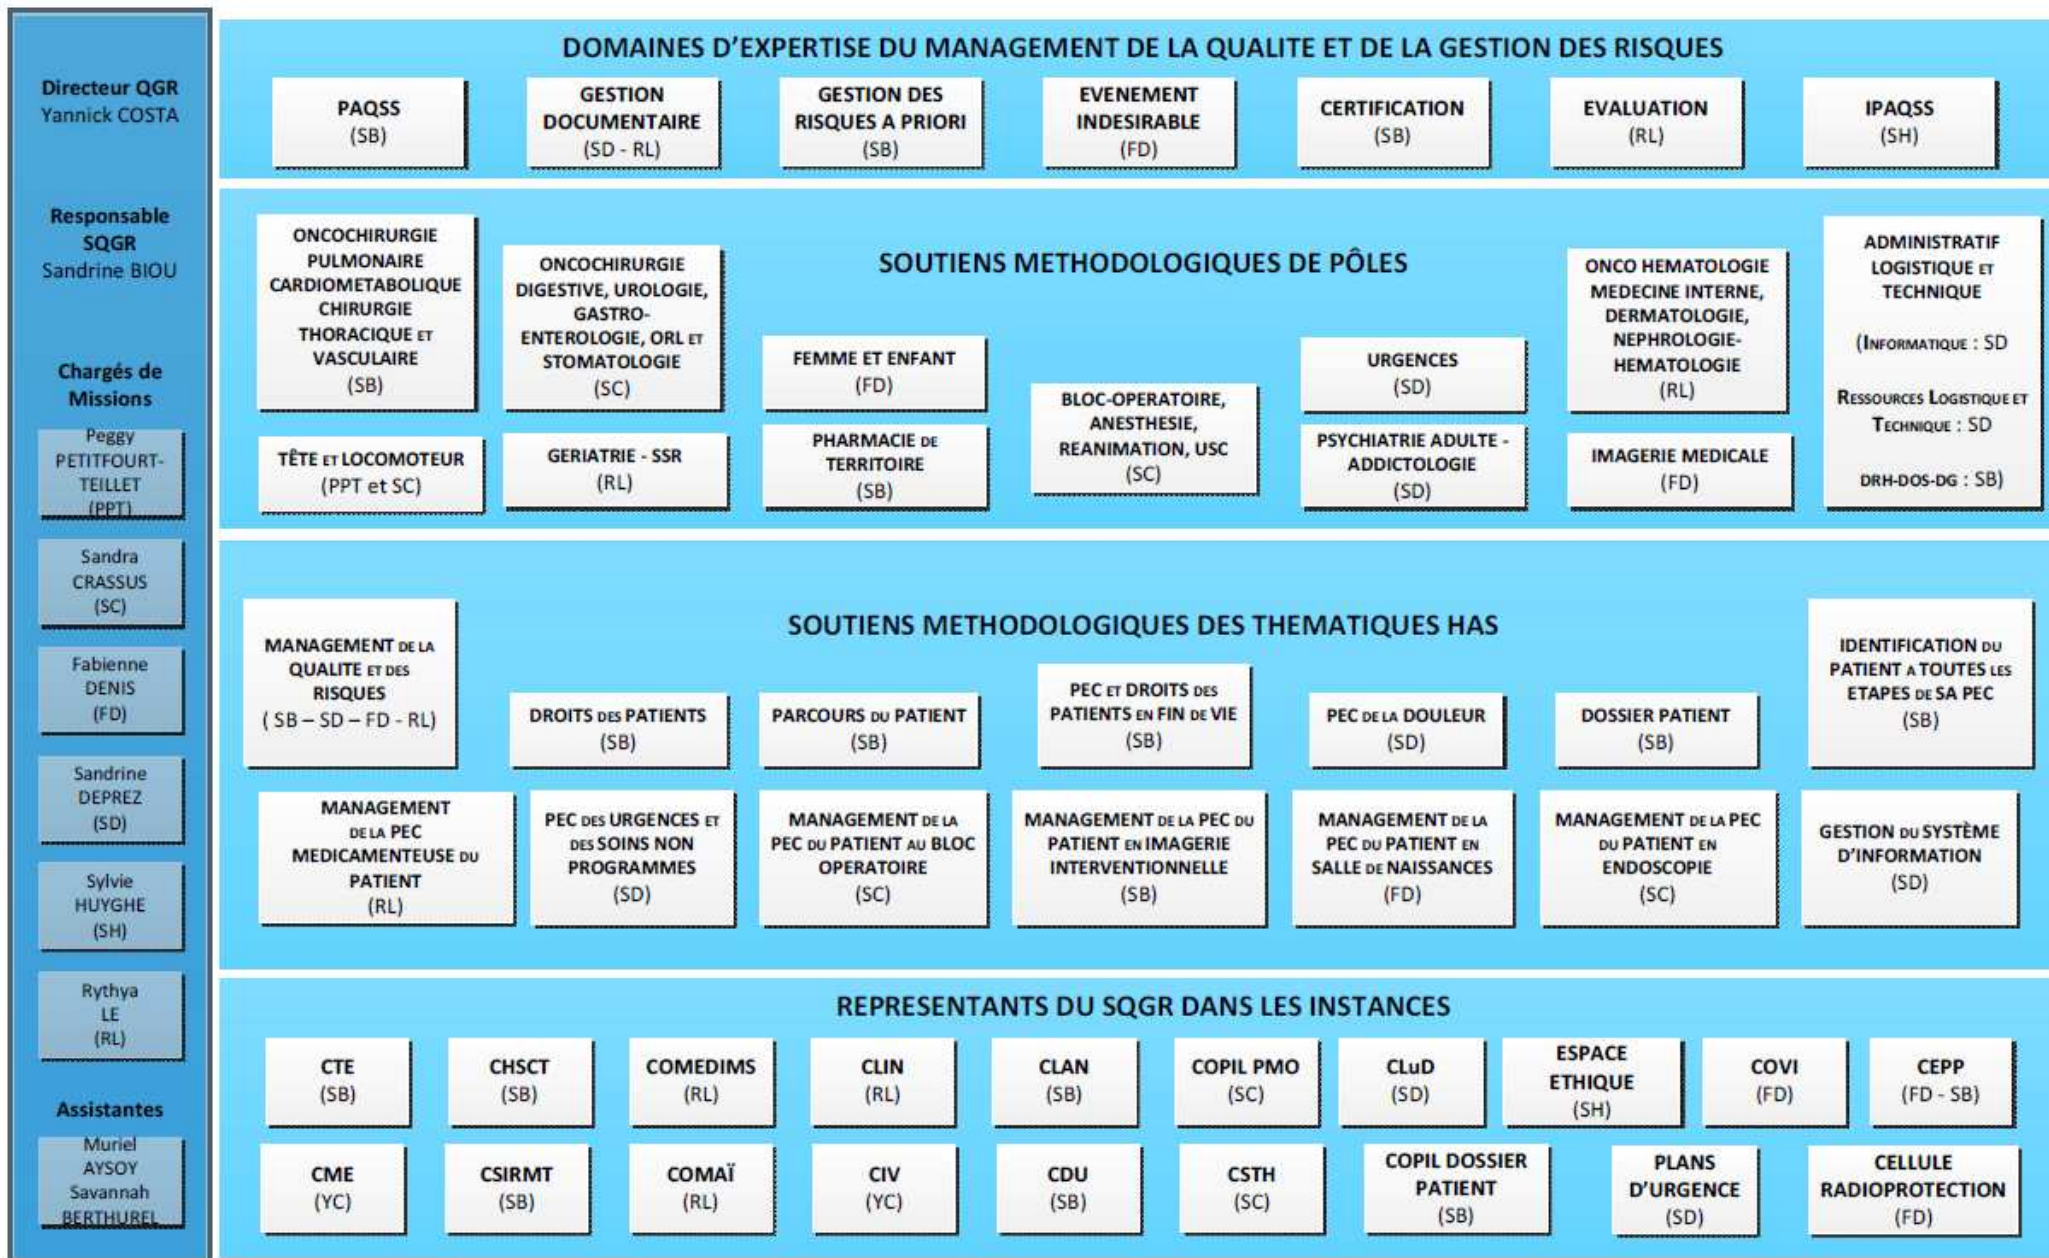 Directeur QGR
Yannick COSTA
Responsable
SQGR
Sandrine BIOU
Chargés de
Missions
Peggy
PETITFOURT-
TEILLET
(PPT)
Sandra
CRASSUS
(SC)
Fabienne
DENIS
(FD)
Sandrine
DEPREZ
(SD)
Sylvie
HUYGHE
(SH)
Rythya
LE
(RL)
Assistantes
Muriel
AYSOY
Savannah
BERTHUREL
DOMAINES D'EXPERTISE DU MANAGEMENT DE LA QUALITE ET DE LA GESTION DES RISQUES
PAQSS
(SB)
GESTION
DOCUMENTAIRE
(SD - RL)
GESTION DES
RISQUES A PRIORI
(SB)
EVENEMENT
INDESIRABLE
(FD)
CERTIFICATION
(SB)
EVALUATION
(RL)
IPAQSS
(SH)
SOUTIENS METHODOLOGIQUES DE PÔLES
ONCOCHIRURGIE
PULMONAIRE
CARDIOMETABOLIQUE
CHIRURGIE
THORACIQUE ET
VASCULAIRE
(SB)
ONCOCHIRURGIE
DIGESTIVE, UROLOGIE,
GASTRO-
ENTEROLOGIE, ORL ET
STOMATOLOGIE
(SC)
FEMME ET ENFANT
(FD)
BLOC-OPERATOIRE,
ANESTHESIE,
REANIMATION, USC
(SC)
URGENCES
(SD)
ONCO HEMATOLOGIE
MEDECINE INTERNE,
DERMATOLOGIE,
NEPHROLOGIE-
HEMATOLOGIE
(RL)
ADMINISTRATIF
LOGISTIQUE ET
TECHNIQUE
(INFORMATIQUE : SD
RESSOURCES LOGISTIQUE ET
TECHNIQUE : SD
DRH-DOS-DG : SB)
TÊTE ET LOCOMOTEUR
(PPT et SC)
GERIATRIE - SSR
(RL)
PHARMACIE DE
TERRITOIRE
(SB)
PSYCHIATRIE ADULTE -
ADDICTOLOGIE
(SD)
IMAGERIE MEDICALE
(FD)
SOUTIENS METHODOLOGIQUES DES THEMATIQUES HAS
MANAGEMENT DE LA
QUALITE ET DES
RISQUES
( SB – SD – FD - RL)
DROITS DES PATIENTS
(SB)
PARCOURS DU PATIENT
(SB)
PEC ET DROITS DES
PATIENTS EN FIN DE VIE
(SB)
PEC DE LA DOULEUR
(SD)
DOSSIER PATIENT
(SB)
IDENTIFICATION DU
PATIENT A TOUTES LES
ETAPES DE SA PEC
(SB)
MANAGEMENT
DE LA PEC
MEDICAMENTEUSE DU
PATIENT
(RL)
PEC DES URGENCES ET
DES SOINS NON
PROGRAMMES
(SD)
MANAGEMENT DE LA
PEC DU PATIENT AU BLOC
OPERATOIRE
(SC)
MANAGEMENT DE LA PEC DU
PATIENT EN IMAGERIE
INTERVENTIONNELLE
(SB)
MANAGEMENT DE LA
PEC DU PATIENT EN
SALLE DE NAISSANCES
(FD)
MANAGEMENT DE LA PEC
DU PATIENT EN
ENDOSCOPIE
(SC)
GESTION DU SYSTÈME
D'INFORMATION
(SD)
REPRESENTANTS DU SQGR DANS LES INSTANCES
CTE
(SB)
CHSCT
(SB)
COMEDIMS
(RL)
CLIN
(RL)
CLAN
(SB)
COPIL PMO
(SC)
CLuD
(SD)
ESPACE
ETHIQUE
(SH)
COVI
(FD)
CEPP
(FD - SB)
CME
(YC)
CSIRMT
(SB)
COMAÏ
(RL)
CIV
(YC)
CDU
(SB)
CSTH
(SC)
COPIL DOSSIER
PATIENT
(SB)
PLANS
D'URGENCE
(SD)
CELLULE
RADIOPROTECTION
(FD)